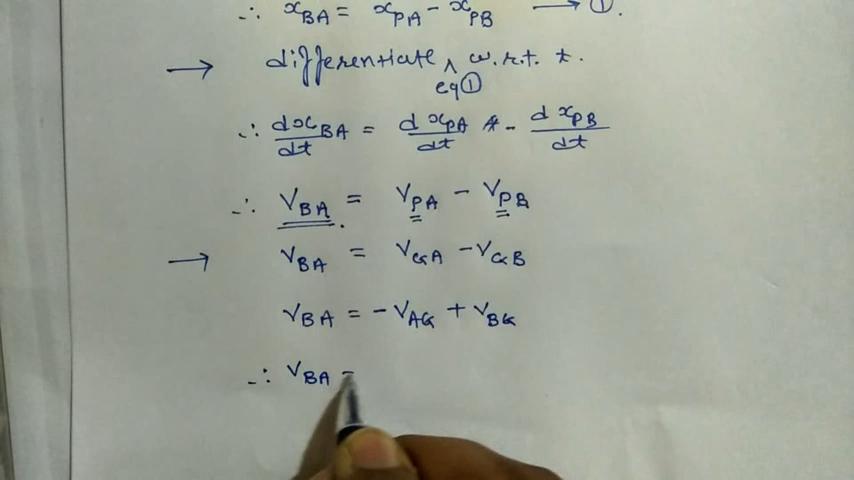 ∴ x_BA = x_PA - x_PB → ①.
→ differentiate ∧ w.r.t. t.
eq①
∴ dx_BA/dt = dx_PA/dt - dx_PB/dt
∴ V_BA = V_PA - V_PB
→ V_BA = V_GA - V_GB
V_BA = - V_AG + V_BG
∴ V_BA =